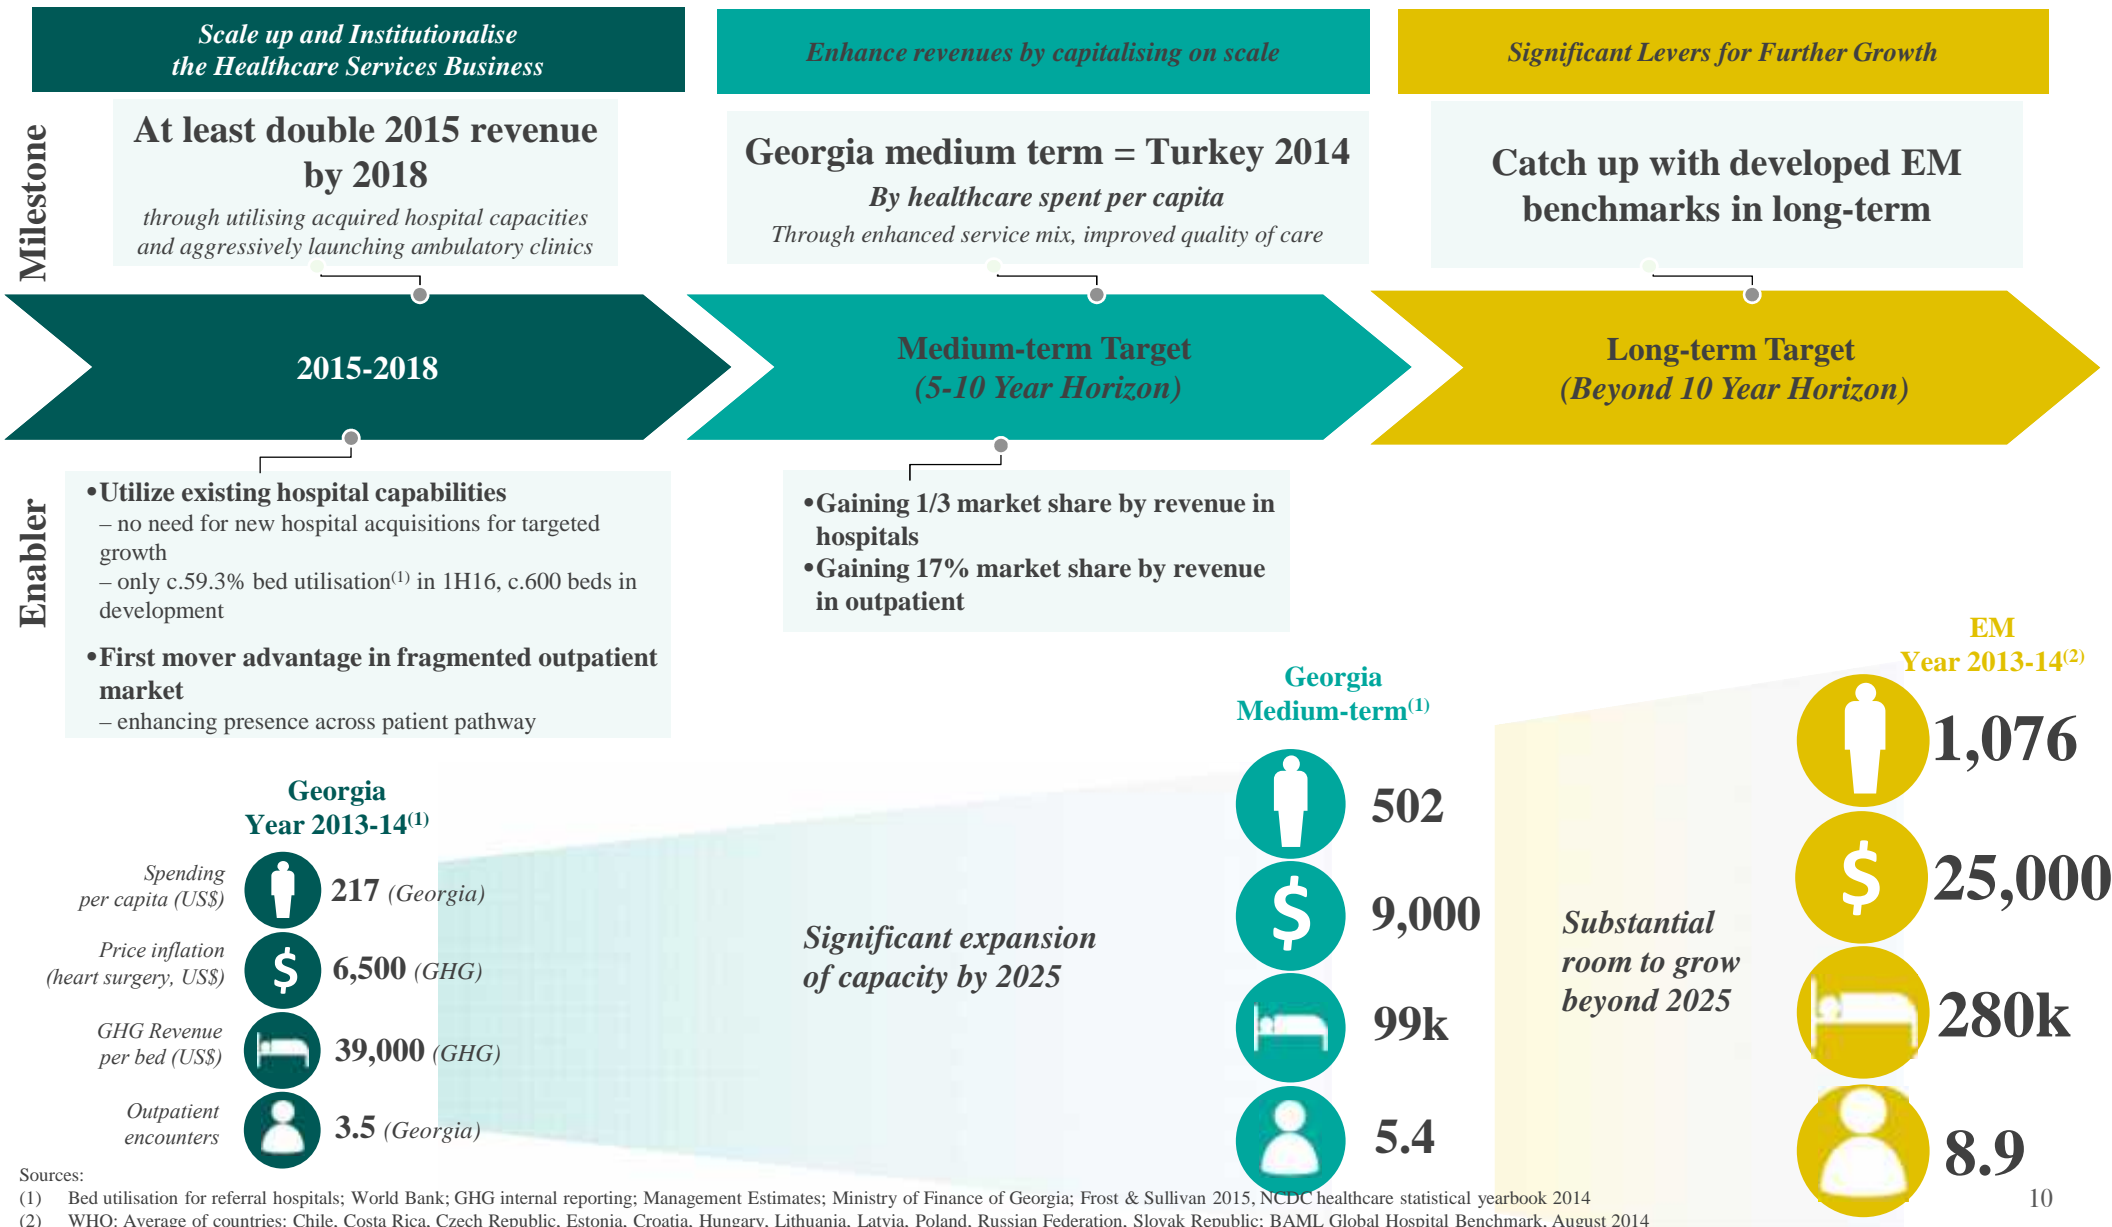 Scale up and Institutionalise
the Healthcare Services Business
Enhance revenues by capitalising on scale
Significant Levers for Further Growth
Milestone
At least double 2015 revenue
by 2018
through utilising acquired hospital capacities
and aggressively launching ambulatory clinics
Georgia medium term = Turkey 2014
By healthcare spent per capita
Through enhanced service mix, improved quality of care
Catch up with developed EM
benchmarks in long-term
2015-2018
Medium-term Target
(5-10 Year Horizon)
Long-term Target
(Beyond 10 Year Horizon)
Enabler
•Utilize existing hospital capabilities
– no need for new hospital acquisitions for targeted
growth
– only c.59.3% bed utilisation(1) in 1H16, c.600 beds in
development
•First mover advantage in fragmented outpatient
market
– enhancing presence across patient pathway
•Gaining 1/3 market share by revenue in
hospitals
•Gaining 17% market share by revenue
in outpatient
Georgia
Year 2013-14(1)
Spending
per capita (US$)
217 (Georgia)
Price inflation
(heart surgery, US$)
$
6,500 (GHG)
GHG Revenue
per bed (US$)
39,000 (GHG)
Outpatient
encounters
3.5 (Georgia)
Significant expansion
of capacity by 2025
Georgia
Medium-term(1)
502
$
9,000
99k
5.4
Substantial
room to grow
beyond 2025
EM
Year 2013-14(2)
1,076
$
25,000
280k
8.9
Sources:
(1) Bed utilisation for referral hospitals; World Bank; GHG internal reporting; Management Estimates; Ministry of Finance of Georgia; Frost & Sullivan 2015, NCDC healthcare statistical yearbook 2014
(2) WHO: Average of countries: Chile, Costa Rica, Czech Republic, Estonia, Croatia, Hungary, Lithuania, Latvia, Poland, Russian Federation, Slovak Republic; BAML Global Hospital Benchmark, August 2014
10